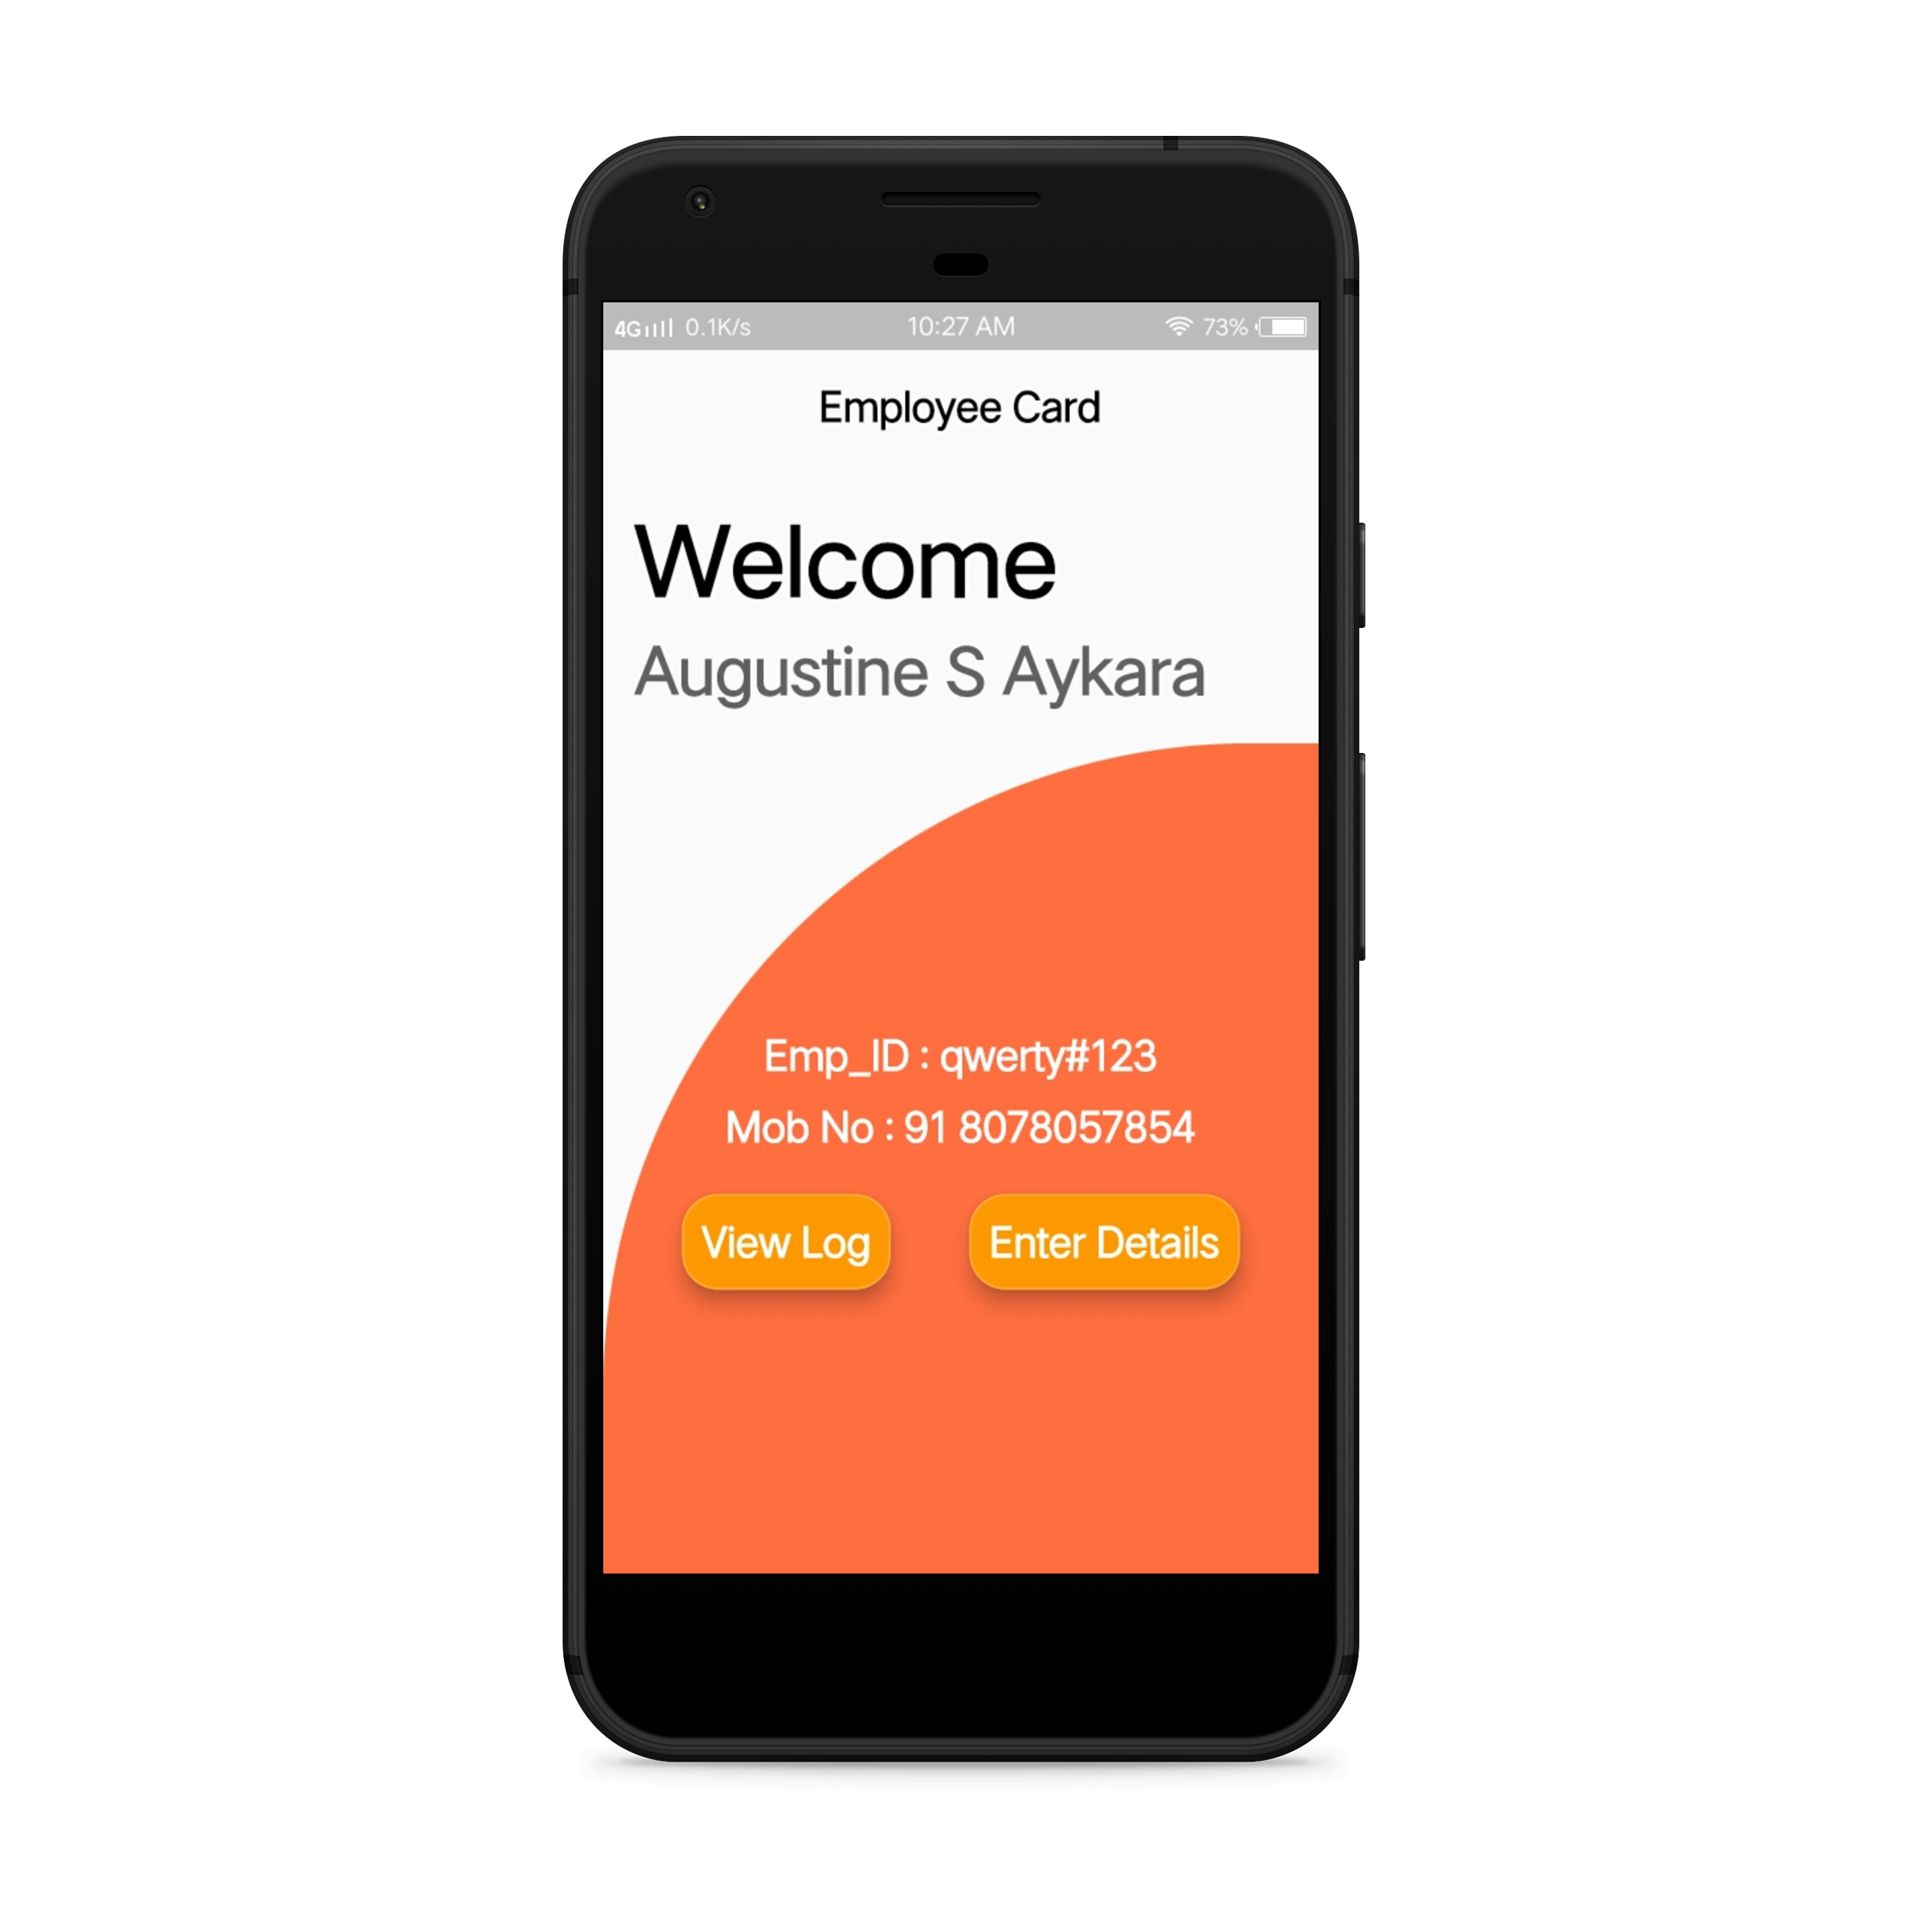 4G 0.1K/s 10:27 AM 73%
Employee Card
Welcome
Augustine S Aykara
Emp_ID : qwerty#123
Mob No : 91 8078057854
View Log Enter Details